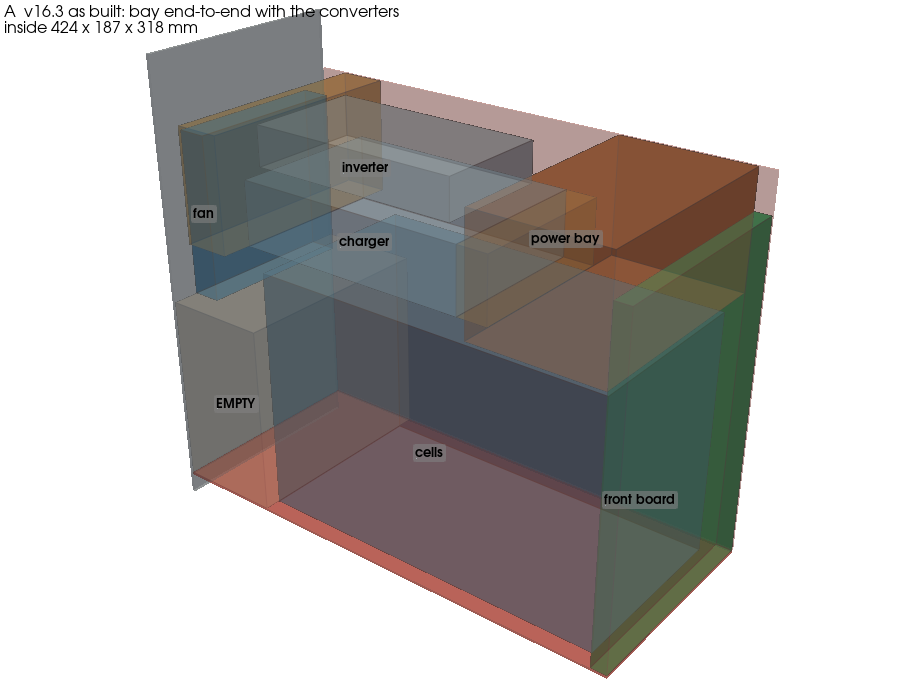 A v16.3 as built: bay end-to-end with the converters
inside 424 x 187 x 318 mm
inverter
fan
charger
power bay
EMPTY
cells
front board